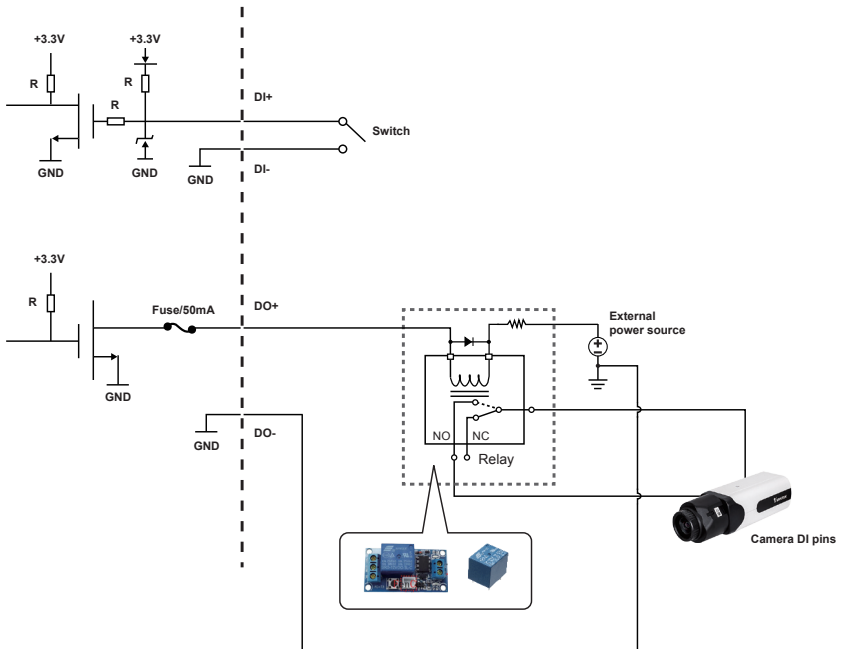 +3.3V
+3.3V
R
R
R
DI+
Switch
GND
GND
GND
DI-
+3.3V
R
Fuse/50mA
DO+
External
power source
GND
GND
DO-
NO
NC
Relay
Camera DI pins